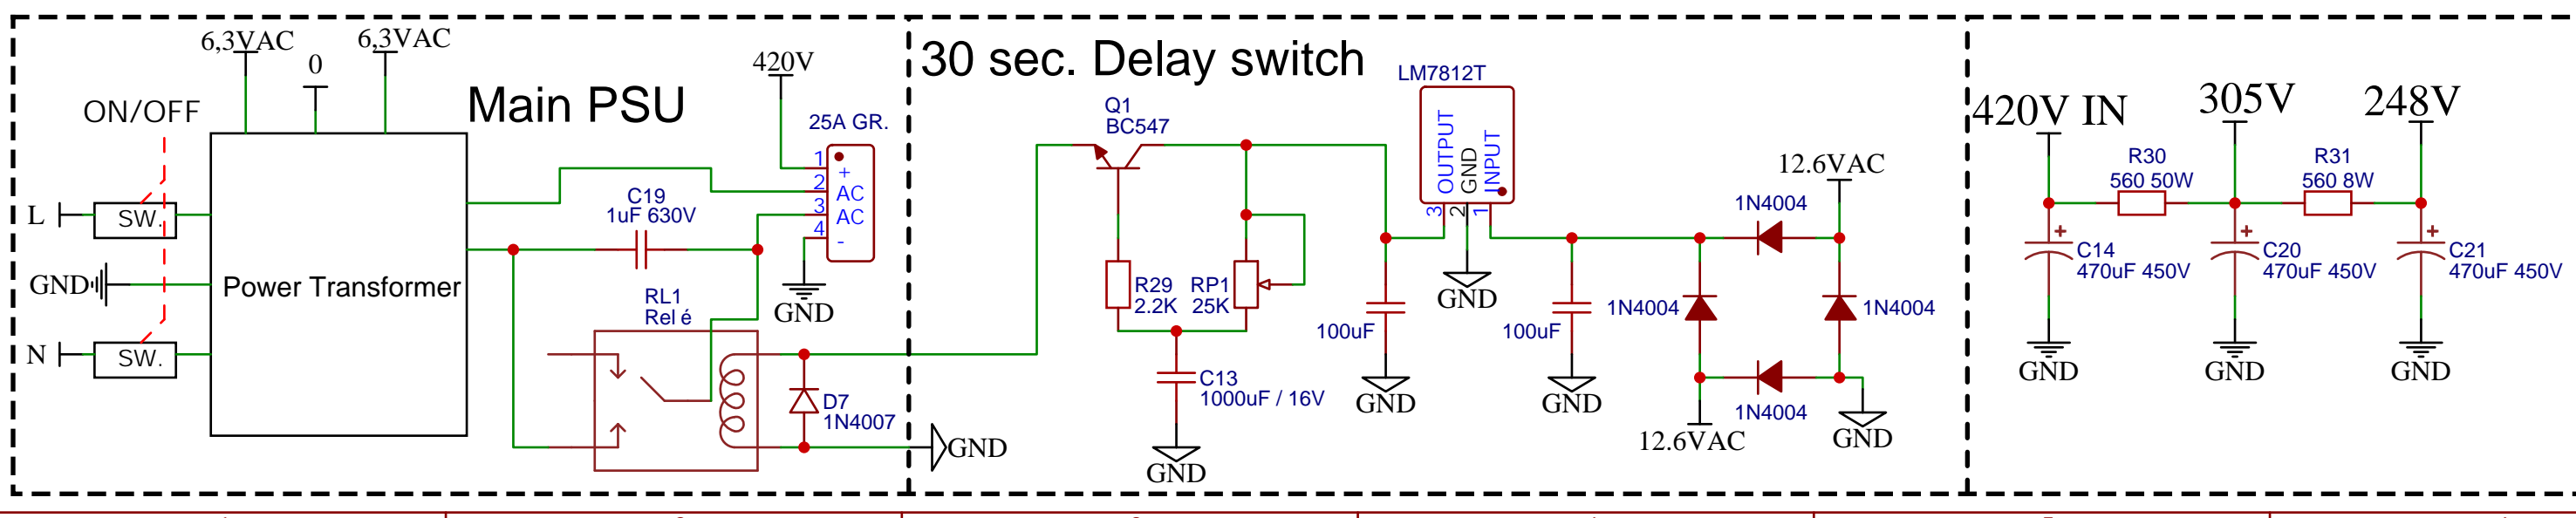 6,3VAC
0
6,3VAC
ON/OFF
Main PSU
420V
25A GR.
1
+
2
AC
3
AC
4
-
L
SW.
GND
Power Transformer
N
SW.
C19
1uF 630V
RL1
Rel é
GND
D7
1N4007
GND
30 sec. Delay switch
Q1
BC547
R29
2.2K
RP1
25K
C13
1000uF / 16V
GND
LM7812T
OUTPUT
GND
INPUT
3
2
1
GND
100uF
GND
100uF
GND
12.6VAC
1N4004
1N4004
1N4004
1N4004
12.6VAC
GND
420V IN
305V
248V
R30
560 50W
R31
560 8W
+
C14
470uF 450V
+
C20
470uF 450V
+
C21
470uF 450V
GND
GND
GND